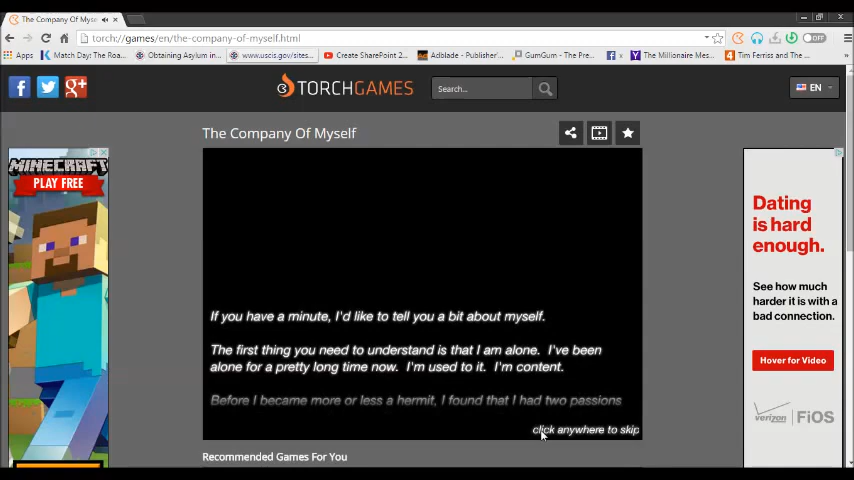 The Company Of Myself
torch://games/en/the-company-of-myself.html
Apps
Match Day: The Roa...
Obtaining Asylum in...
www.uscis.gov/sites...
Create SharePoint 2...
Adblade - Publisher'...
GumGum - The Pre...
The Millionaire Mes...
Tim Ferriss and The
OFF
TORCHGAMES
Search...
EN
The Company Of Myself
MINECRAFT
PLAY FREE
If you have a minute, I'd like to tell you a bit about myself.
The first thing you need to understand is that I am alone. I've been
alone for a pretty long time now. I'm used to it. I'm content.
Before I became more or less a hermit, I found that I had two passions
click anywhere to skip
Dating
is hard
enough.
See how much
harder it is with a
bad connection.
Hover for Video
verizon FiOS
Recommended Games For You